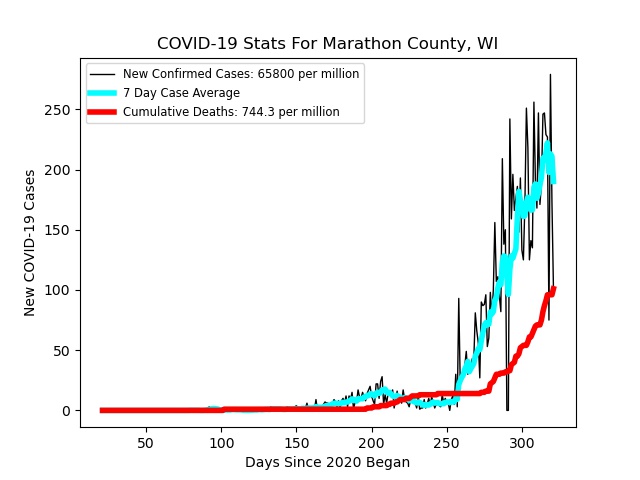 COVID-19 Stats For Marathon County, WI
New Confirmed Cases: 65800 per million
7 Day Case Average
Cumulative Deaths: 744.3 per million
New COVID-19 Cases
250
200
150
100
50
0
50 100 150 200 250 300
Days Since 2020 Began